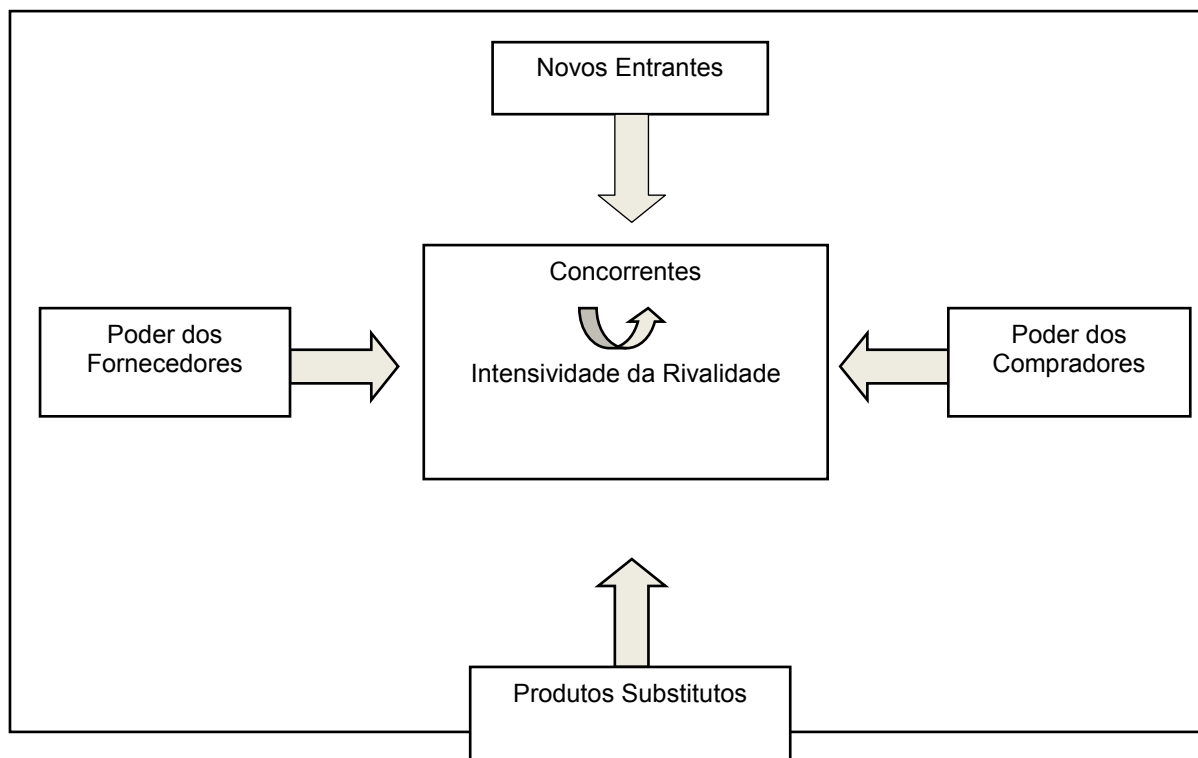 Novos Entrantes
Concorrentes
Intensividade da Rivalidade
Poder dos
Fornecedores
Poder dos
Compradores
Produtos Substitutos